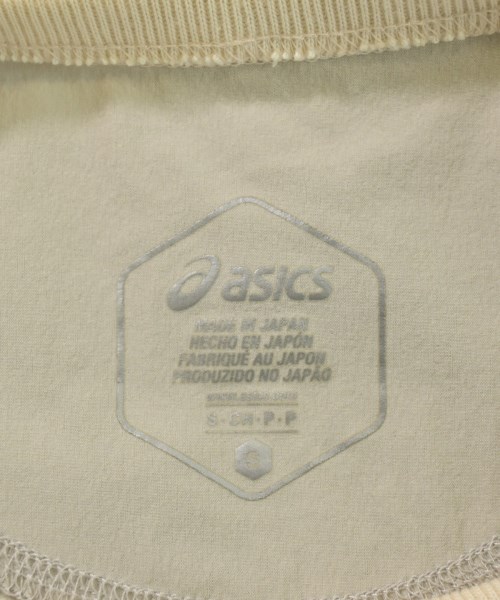 asics
MADE IN JAPAN
HECHO EN JAPÓN
FABRIQUÉ AU JAPON
PRODUZIDO NO JAPÃO
S·CH·P·P